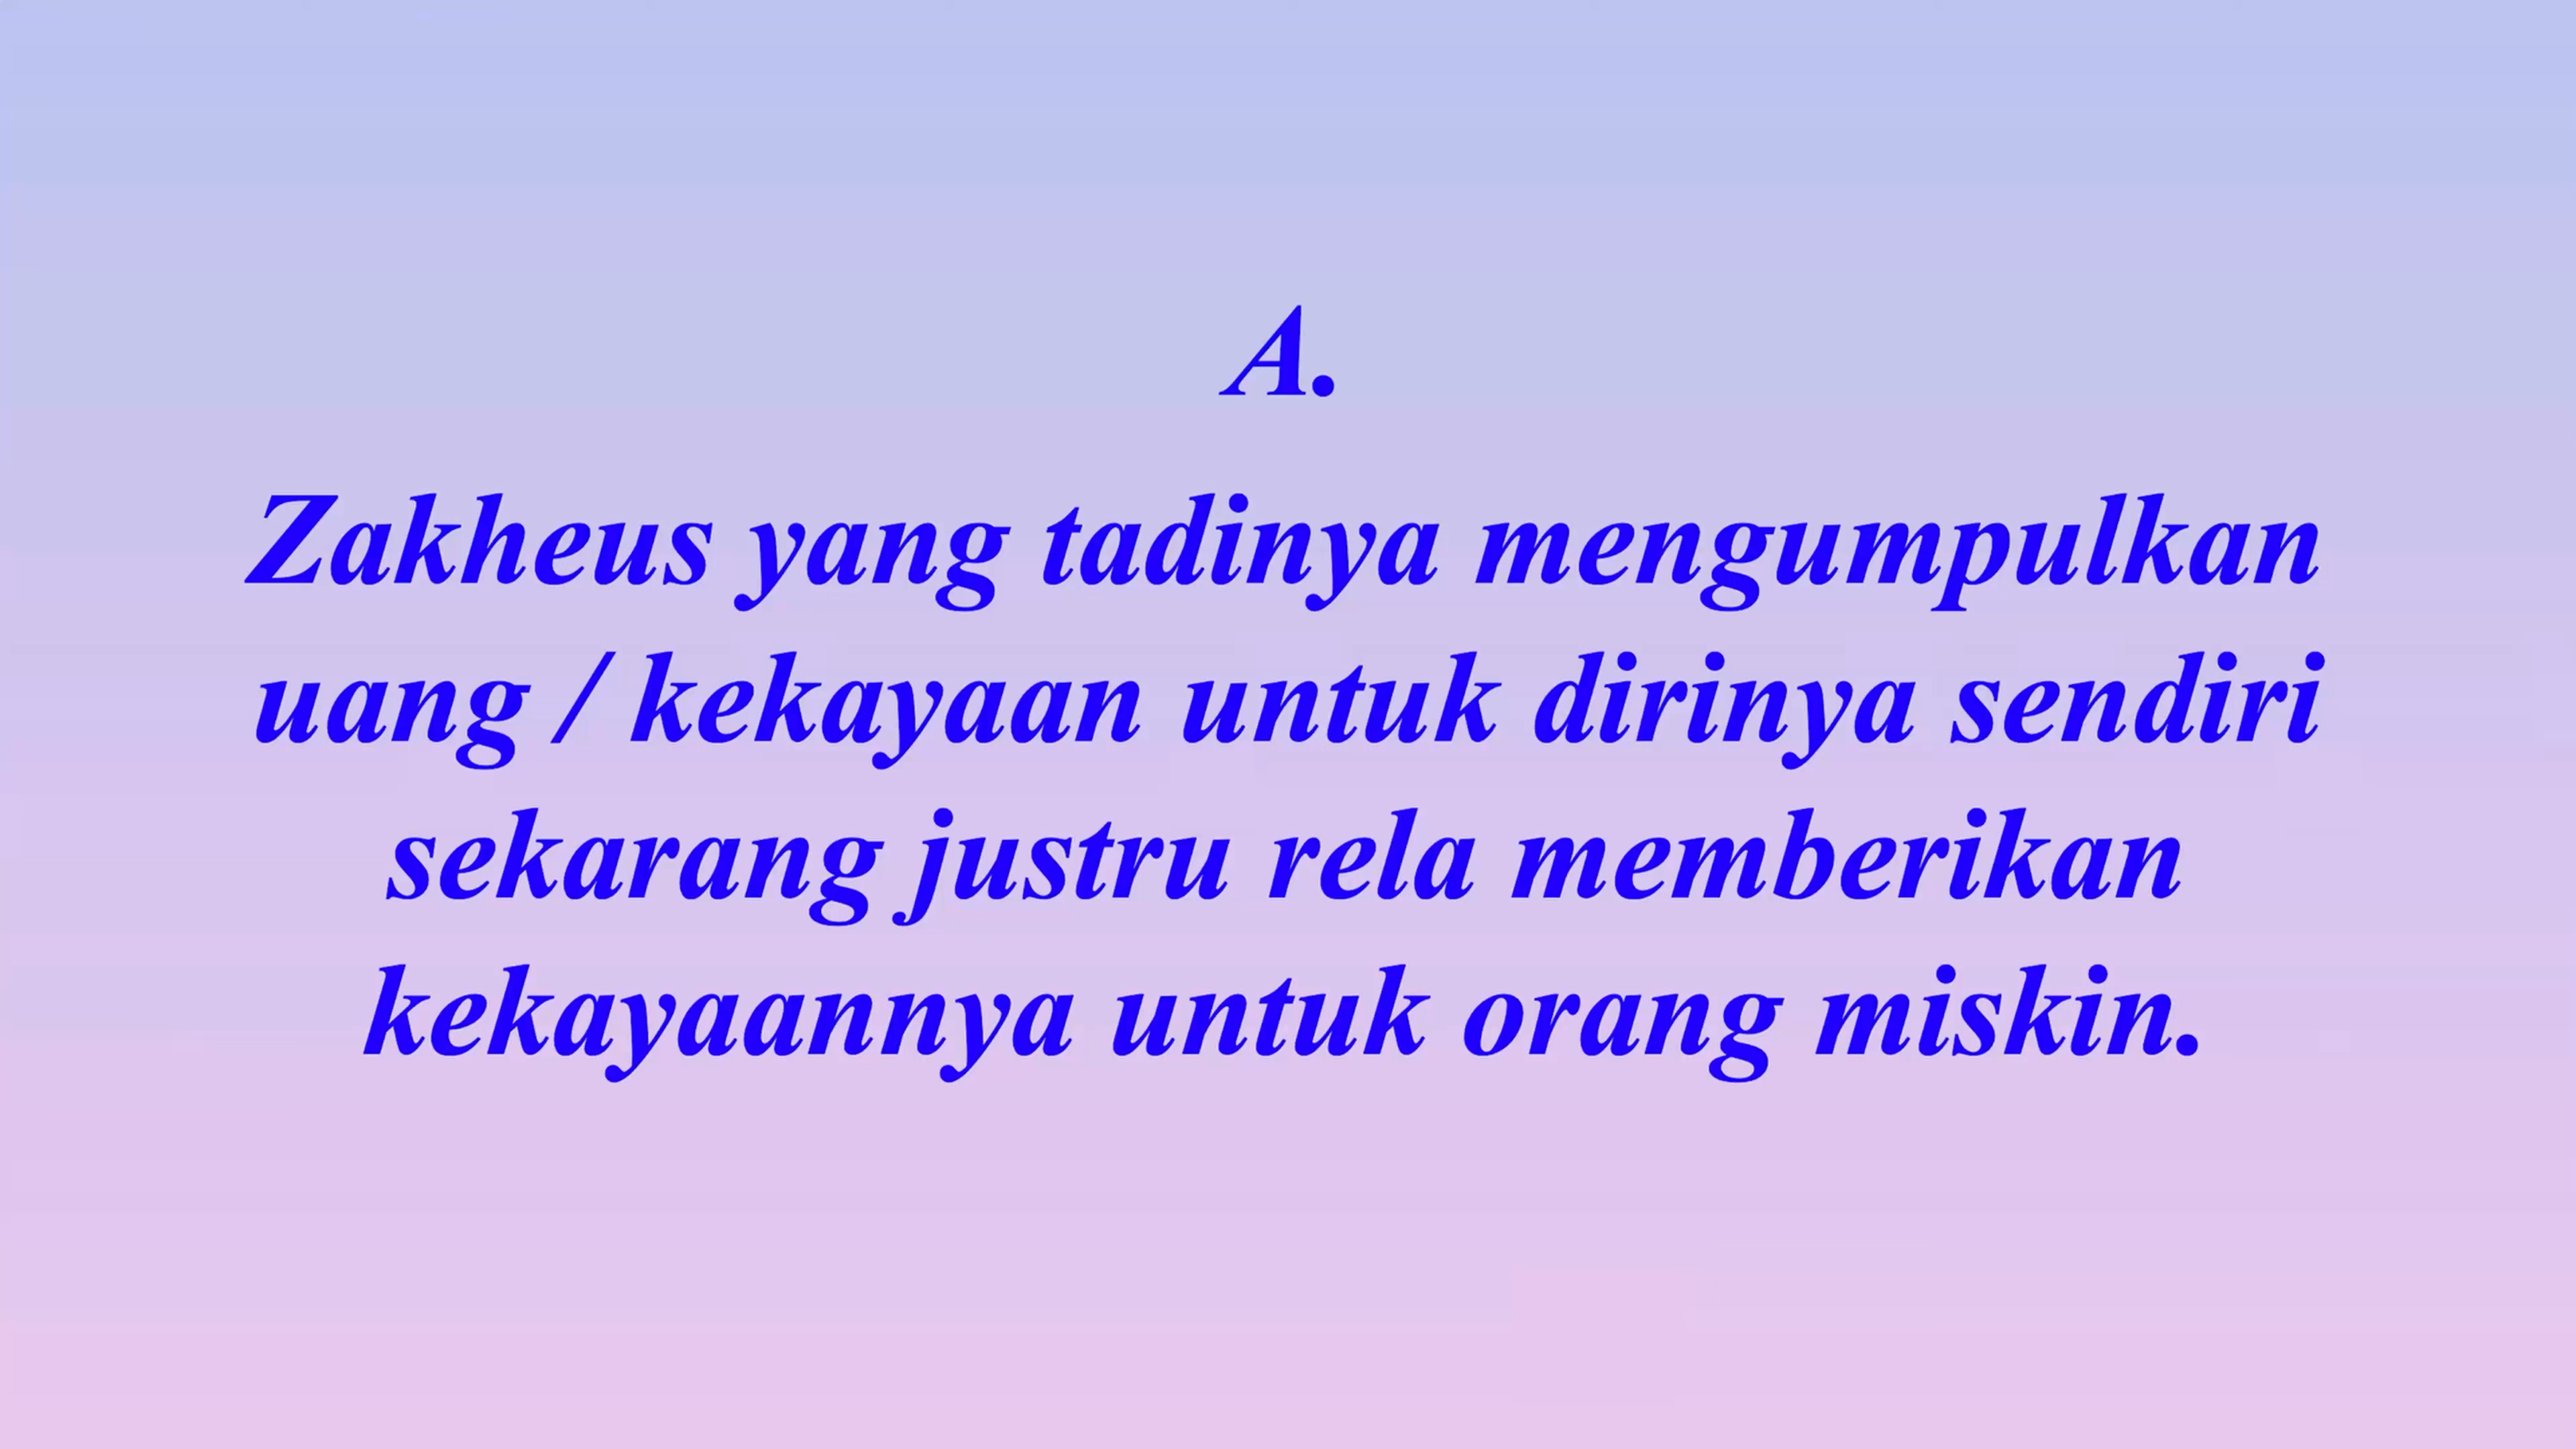 A.
Zakheus yang tadinya mengumpulkan
uang / kekayaan untuk dirinya sendiri
sekarang justru rela memberikan
kekayaannya untuk orang miskin.